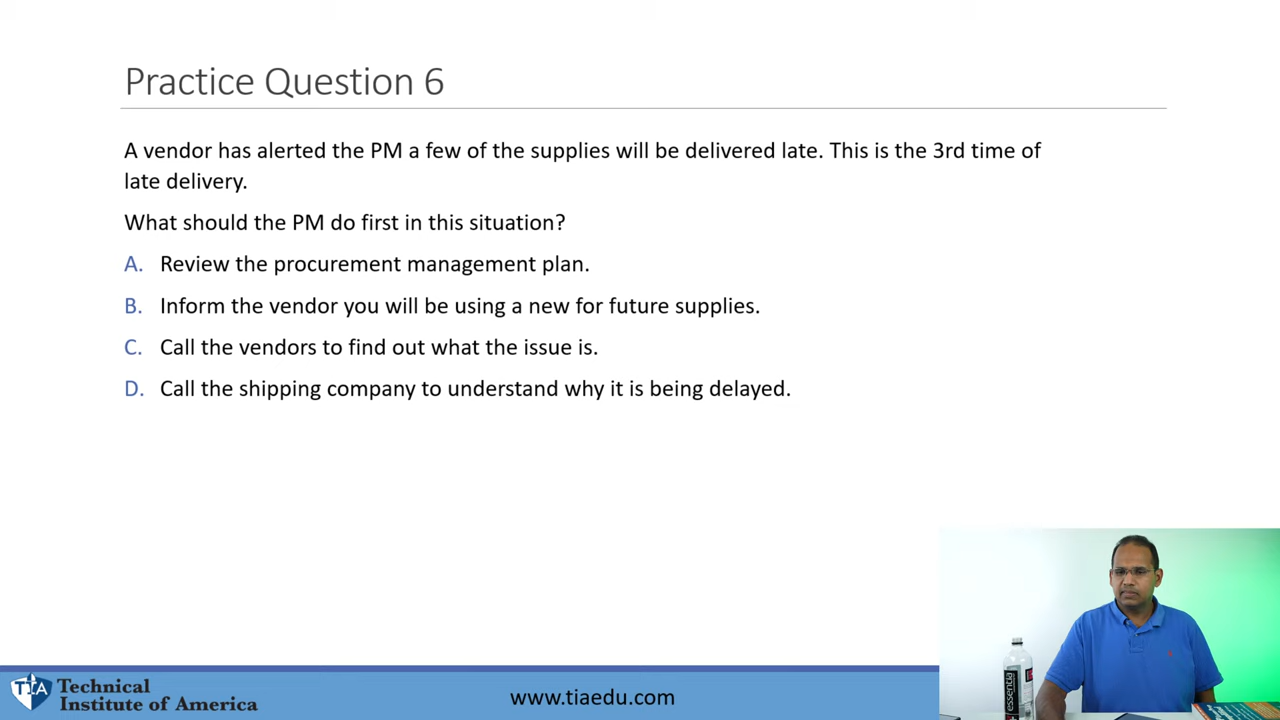 Practice Question 6
A vendor has alerted the PM a few of the supplies will be delivered late. This is the 3rd time of
late delivery.
What should the PM do first in this situation?
A. Review the procurement management plan.
B. Inform the vendor you will be using a new for future supplies.
C. Call the vendors to find out what the issue is.
D. Call the shipping company to understand why it is being delayed.
essentia
TIA
Technical
Institute of America
www.tiaedu.com